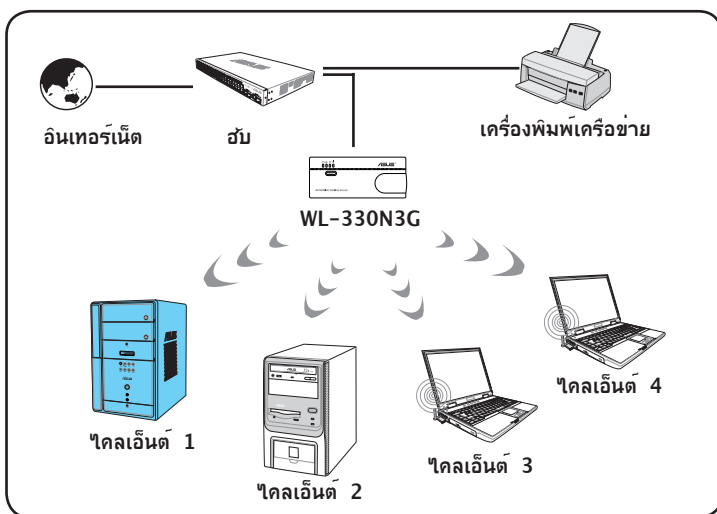 อินเทอร์เน็ต
ฮับ
เครื่องพิมพ์เครือข่าย
/SUS
WL-330N3G
ไคลเอ็นต์ 1
ไคลเอ็นต์ 2
ไคลเอ็นต์ 3
ไคลเอ็นต์ 4